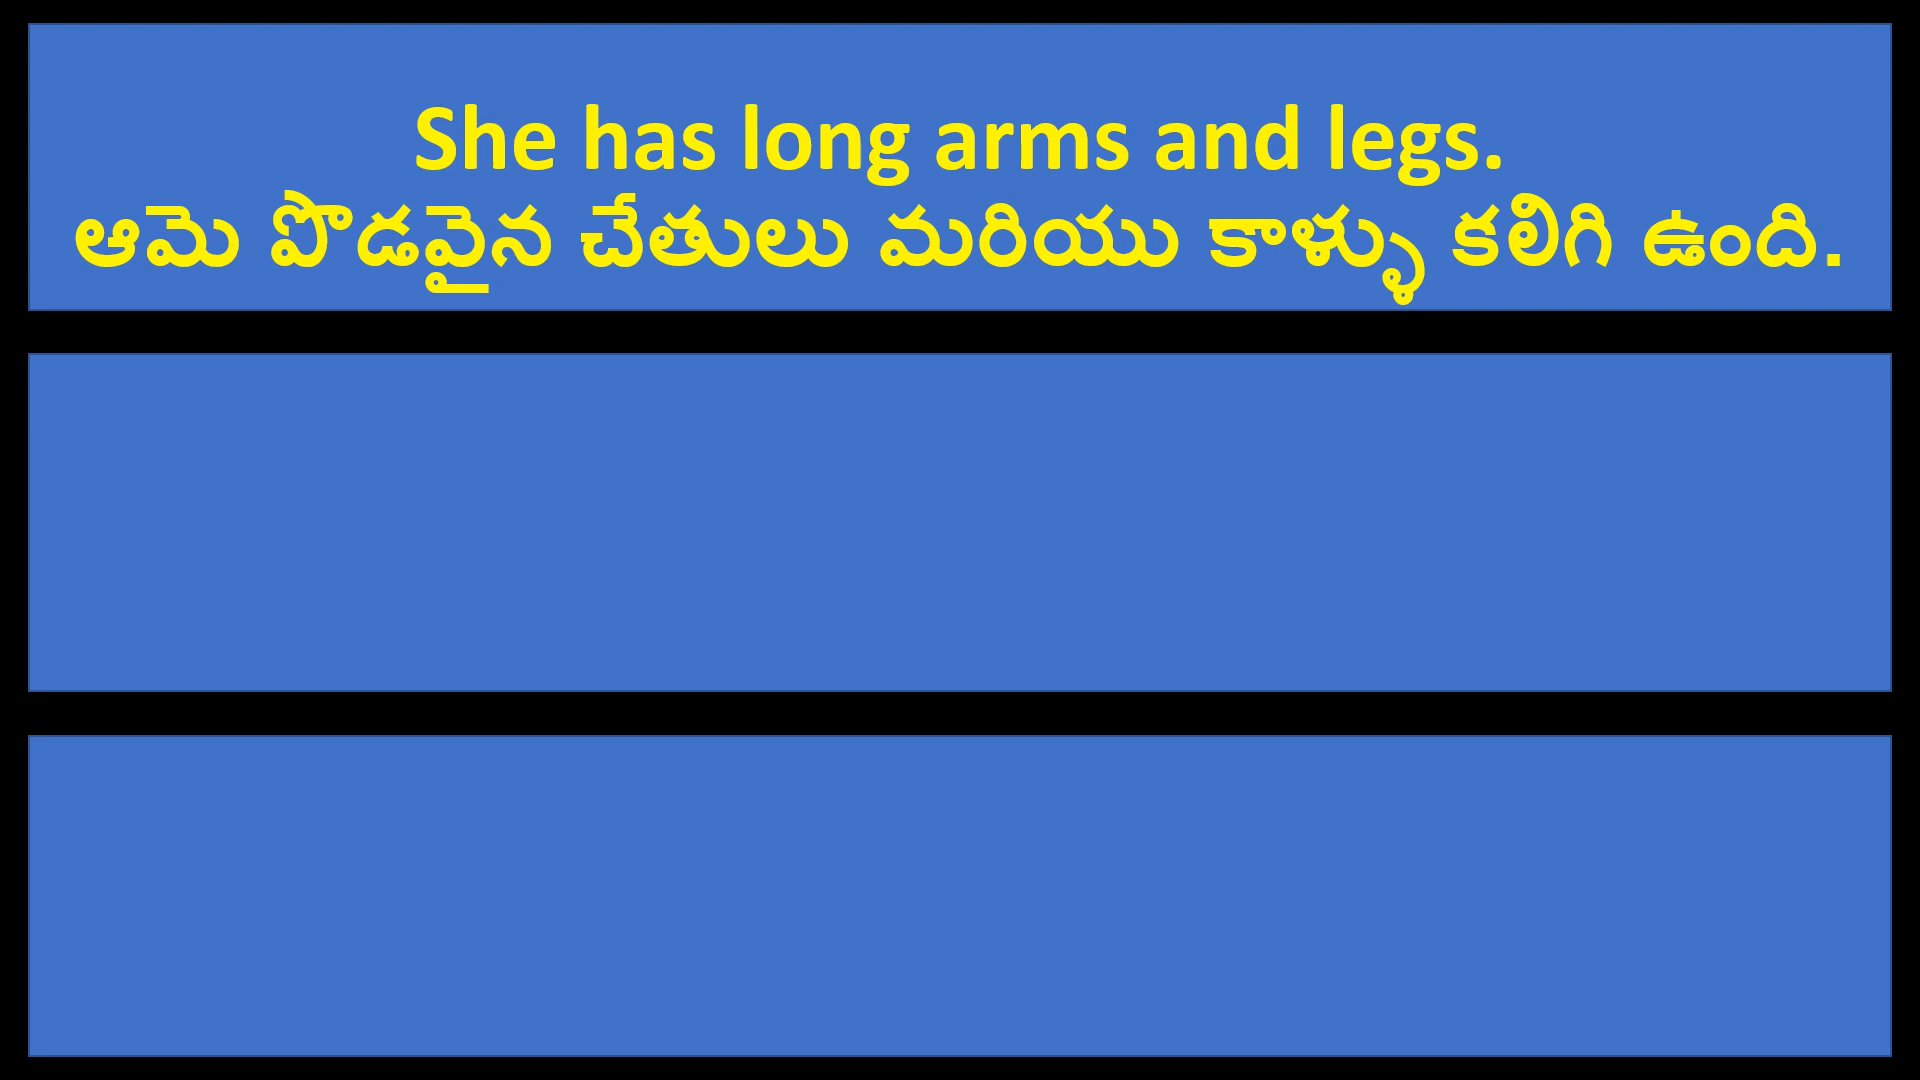 She has long arms and legs.
ఆమె పొడవైన చేతులు మరియు కాళ్ళు కలిగి ఉంది.